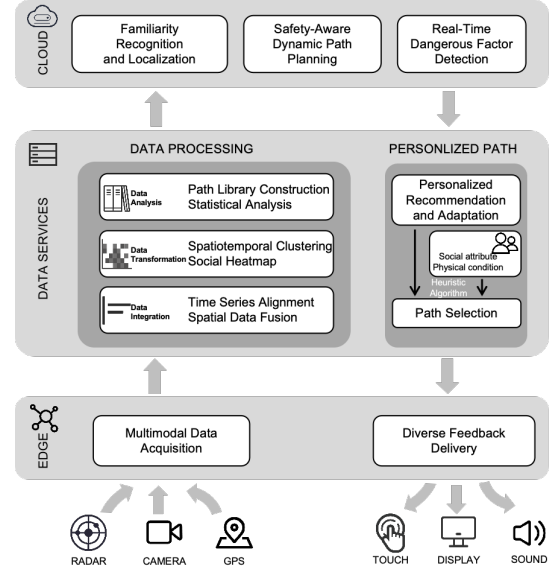 CLOUD
Familiarity
Recognition
and Localization
Safety-Aware
Dynamic Path
Planning
Real-Time
Dangerous Factor
Detection
DATA SERVICES
DATA PROCESSING
Data
Analysis
Path Library Construction
Statistical Analysis
Data
Transformation
Spatiotemporal Clustering
Social Heatmap
Data
Integration
Time Series Alignment
Spatial Data Fusion
PERSONLIZED PATH
Personalized
Recommendation
and Adaptation
Social attribute
Physical condition
Heuristic
Algorithm
Path Selection
EDGE
Multimodal Data
Acquisition
Diverse Feedback
Delivery
RADAR
CAMERA
GPS
TOUCH
DISPLAY
SOUND